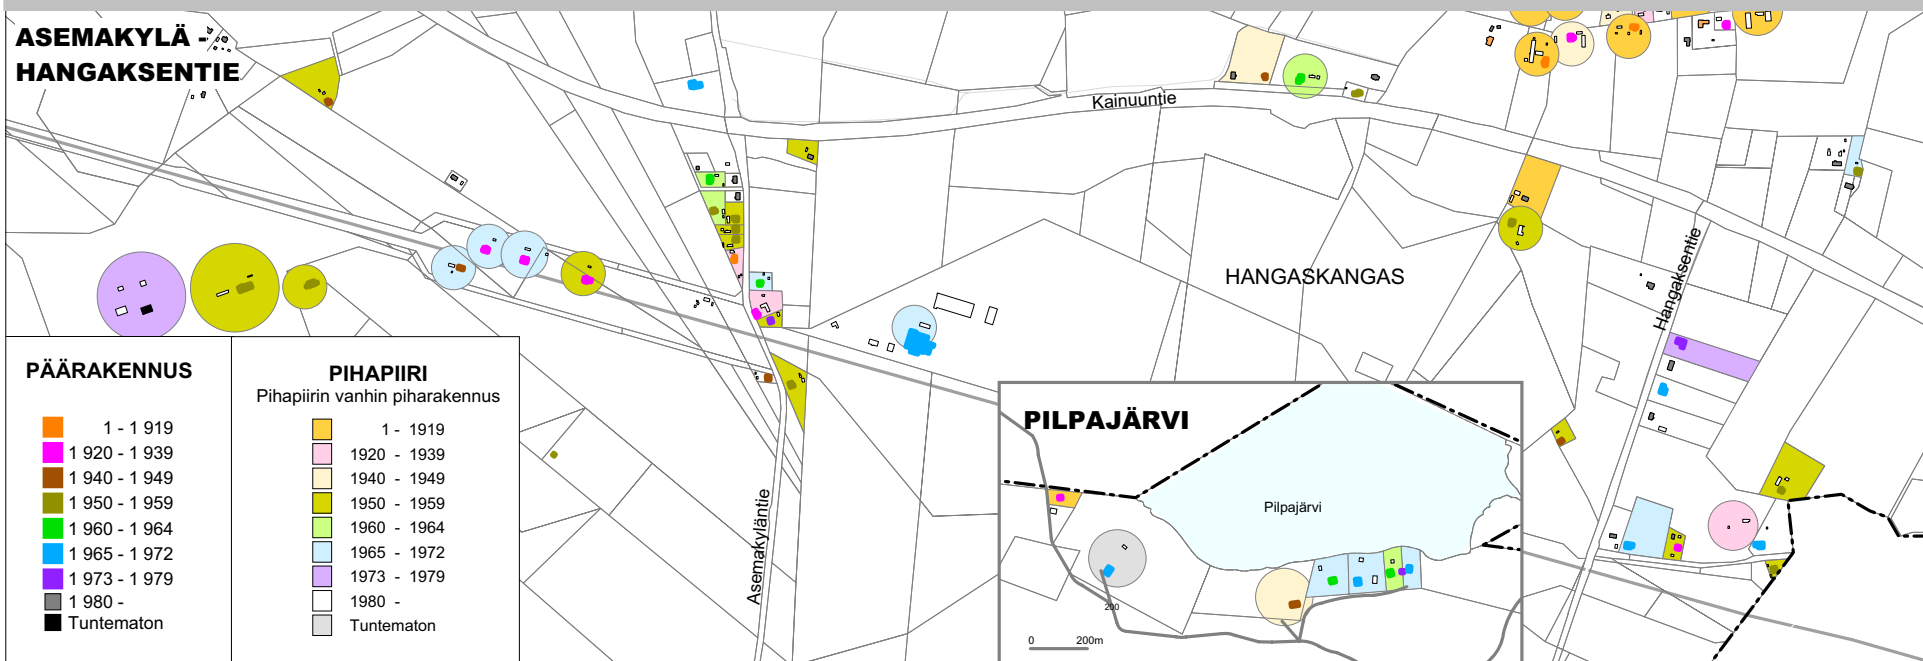 ASEMAKYLÄ -
HANGAKSENTIE
Kainuuntie
HANGASKANGAS
Hangaksentie
Asemakyläntie
PÄÄRAKENNUS
1 - 1 919
1 920 - 1 939
1 940 - 1 949
1 950 - 1 959
1 960 - 1 964
1 965 - 1 972
1 973 - 1 979
1 980 -
Tuntematon
PIHAPIIRI
Pihapiirin vanhin piharakennus
1 - 1919
1920 - 1939
1940 - 1949
1950 - 1959
1960 - 1964
1965 - 1972
1973 - 1979
1980 -
Tuntematon
PILPAJÄRVI
Pilpajärvi
200
0 200m